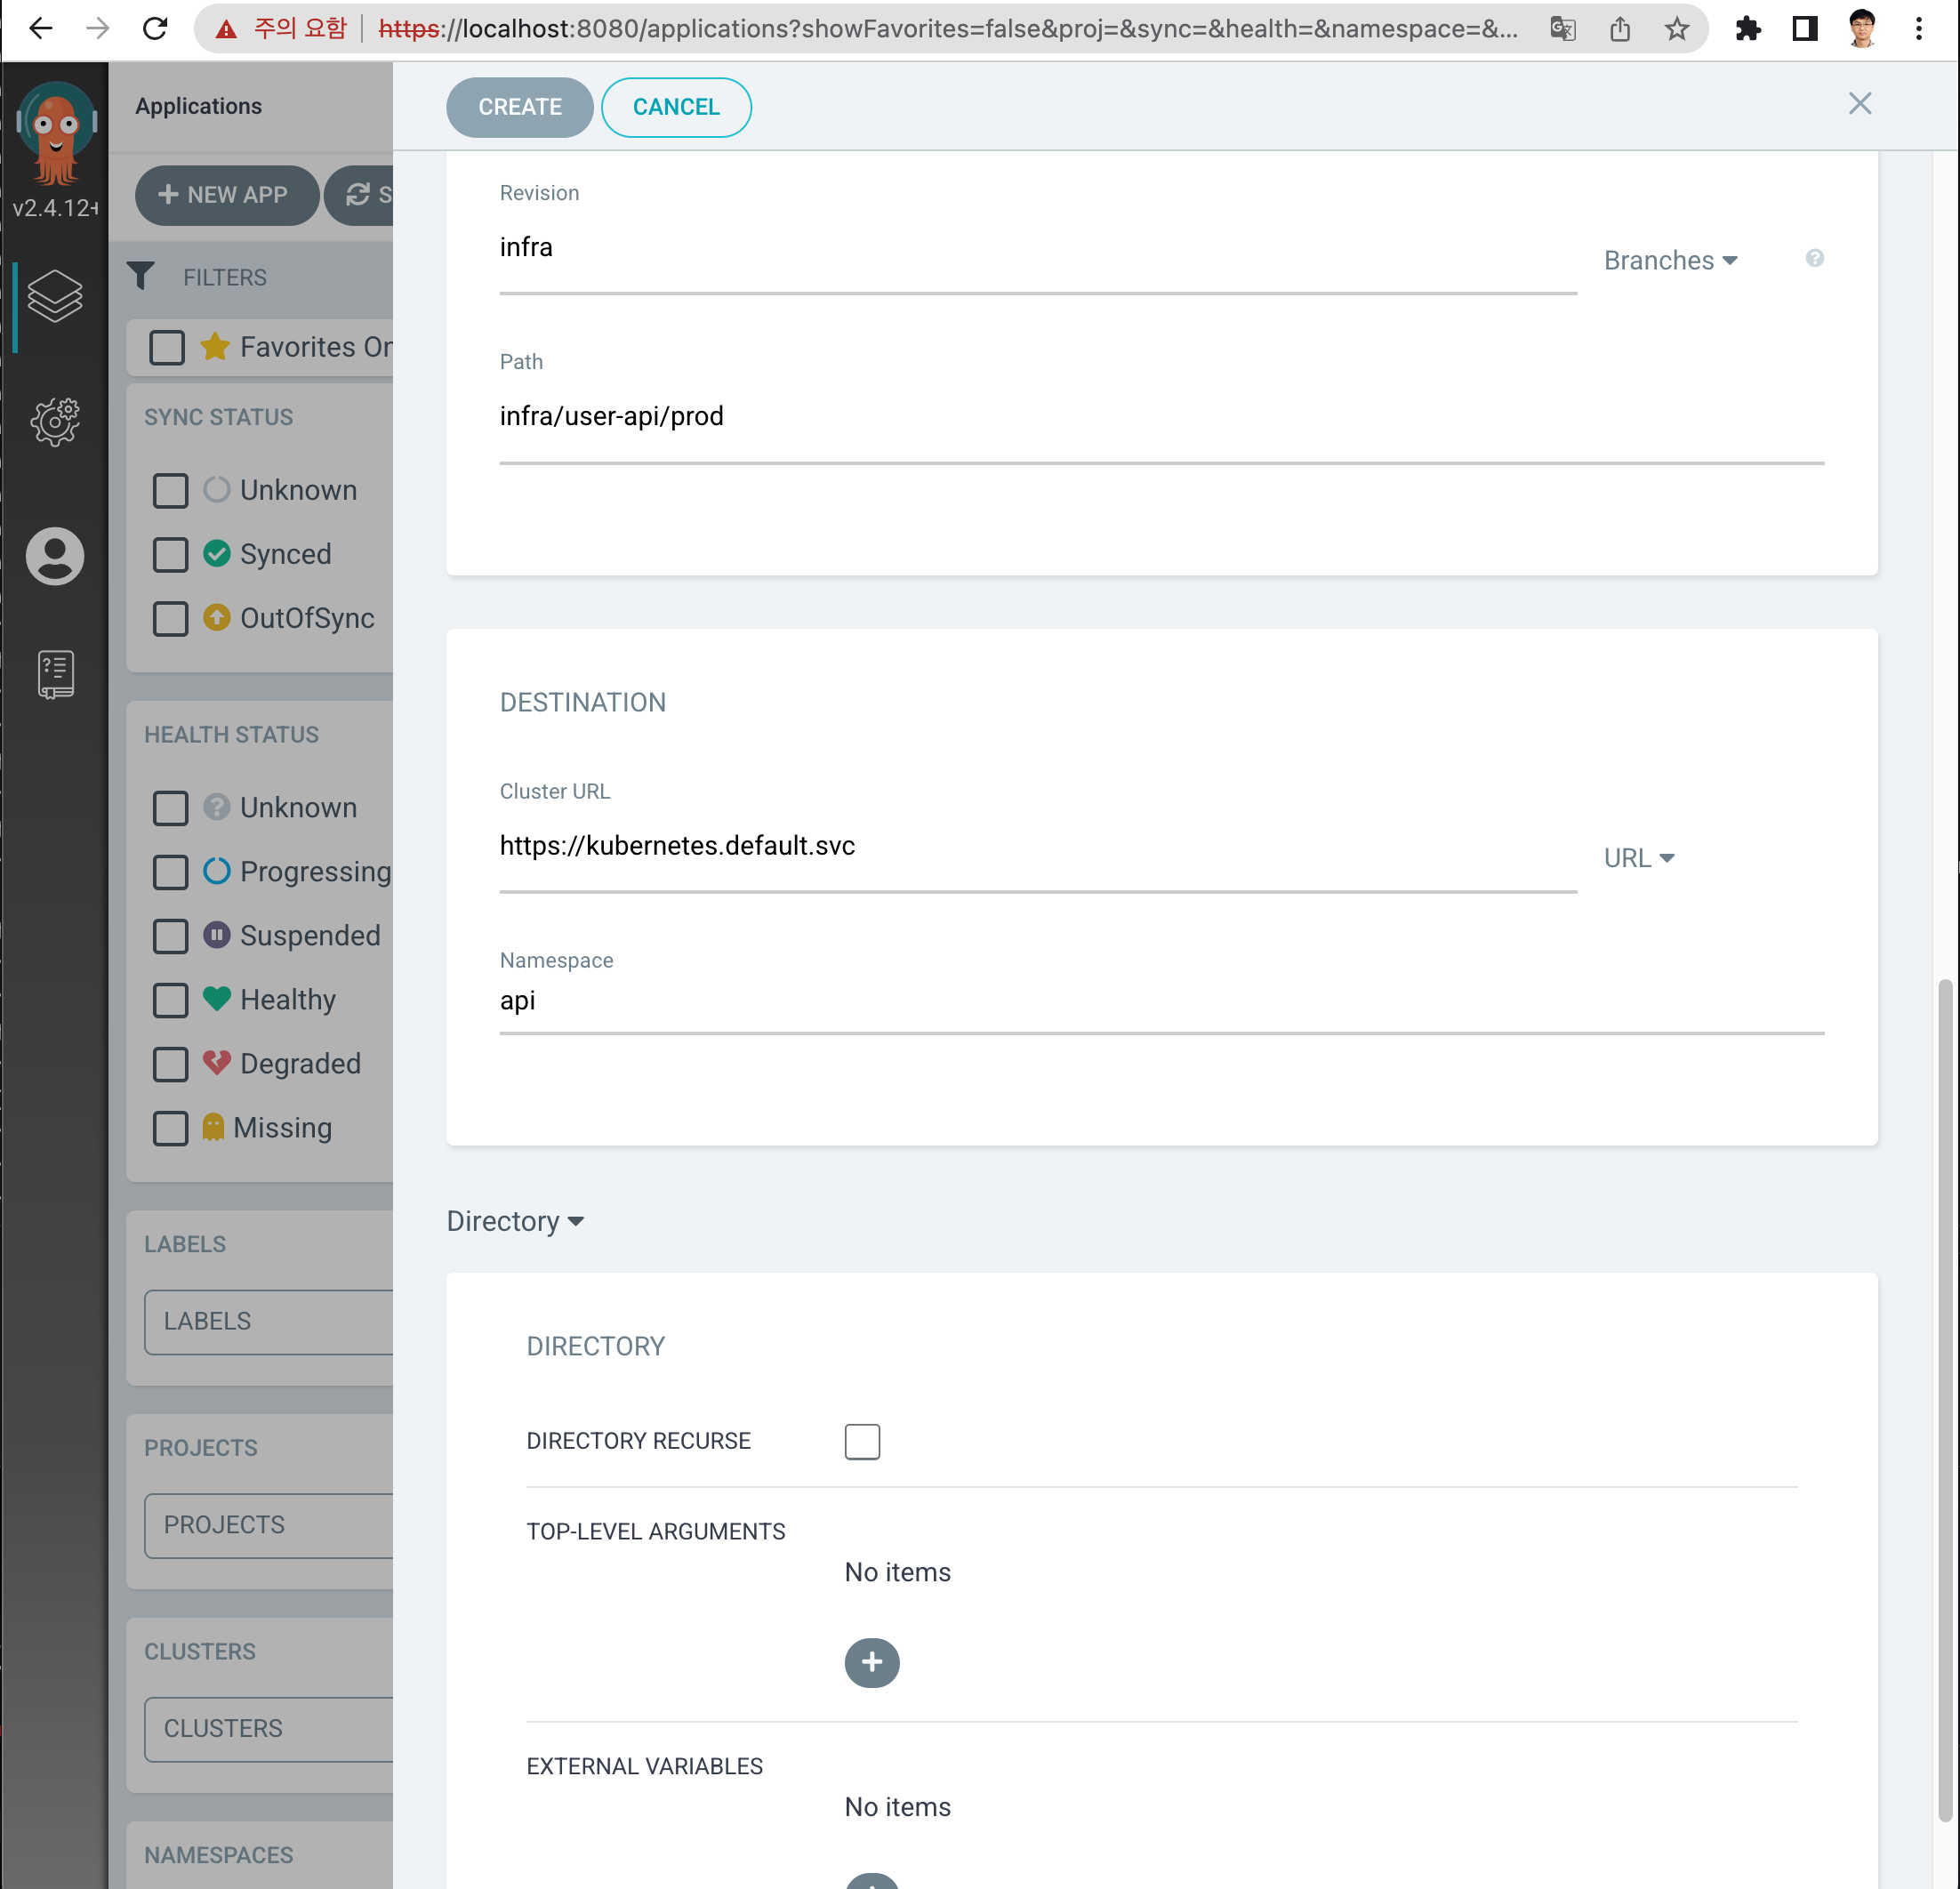 주의 요함
https://localhost:8080/applications?showFavorites=false&proj=&sync=&health=&namespace=&...
v2.4.12+
Applications
NEW APP
S
FILTERS
Favorites On
SYNC STATUS
Unknown
Synced
OutOfSync
HEALTH STATUS
Unknown
Progressing
Suspended
Healthy
Degraded
Missing
LABELS
LABELS
PROJECTS
PROJECTS
CLUSTERS
CLUSTERS
NAMESPACES
CREATE
CANCEL
Revision
infra
Branches
Path
infra/user-api/prod
DESTINATION
Cluster URL
https://kubernetes.default.svc
URL
Namespace
api
Directory
DIRECTORY
DIRECTORY RECURSE
TOP-LEVEL ARGUMENTS
No items
EXTERNAL VARIABLES
No items